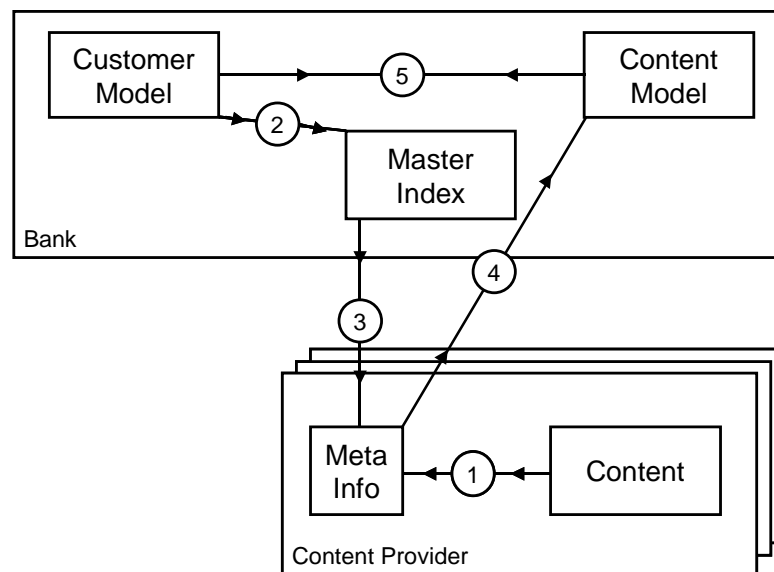 Customer
Model
5
Content
Model
2
Master
Index
Bank
4
3
Meta
Info
1
Content
Content Provider